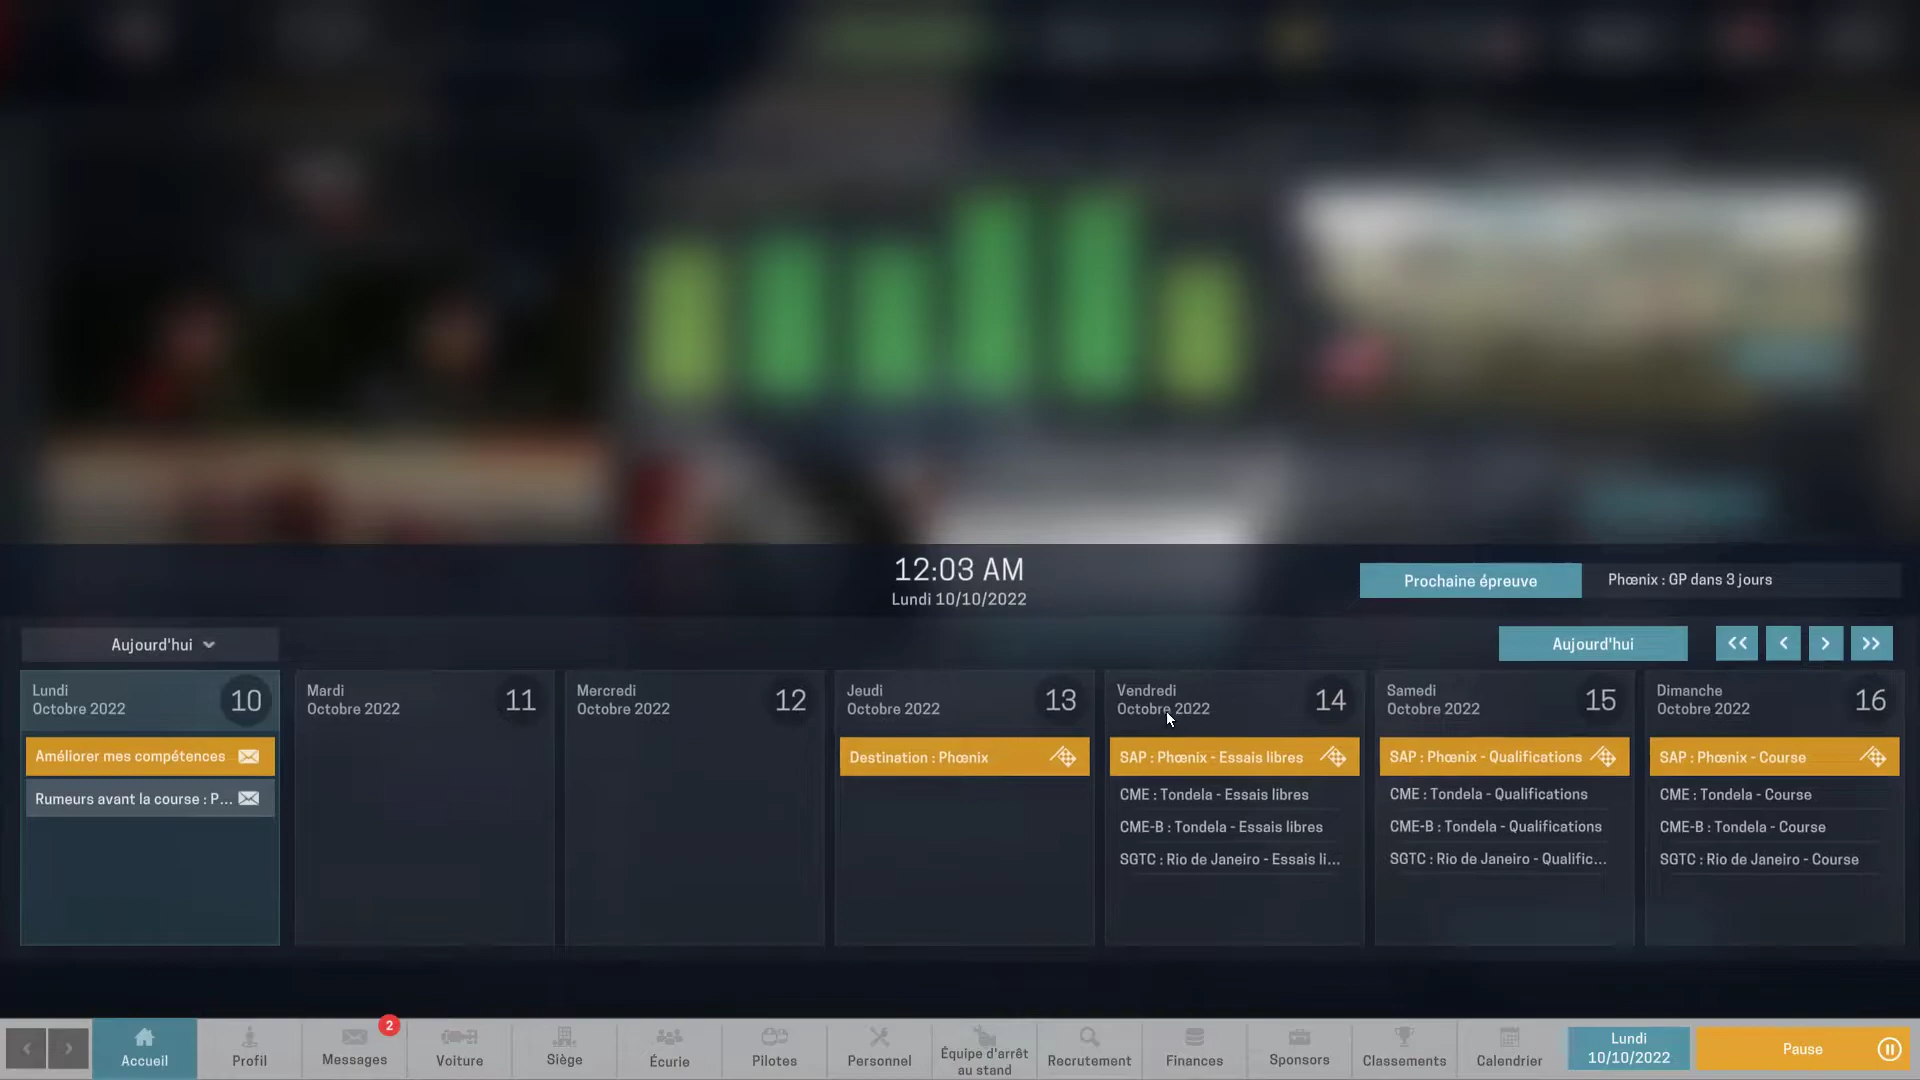 12:03 AM
Lundi 10/10/2022
Prochaine épreuve
Phœnix : GP dans 3 jours
Aujourd'hui
Aujourd'hui
<<
<
>
>>
Lundi
Octobre 2022
10
Mardi
Octobre 2022
11
Mercredi
Octobre 2022
12
Jeudi
Octobre 2022
13
Vendredi
Octobre 2022
14
Samedi
Octobre 2022
15
Dimanche
Octobre 2022
16
Améliorer mes compétences
Rumeurs avant la course : P...
Destination : Phœnix
SAP : Phœnix - Essais libres
CME : Tondela - Essais libres
CME-B : Tondela - Essais libres
SGTC : Rio de Janeiro - Essais li...
SAP : Phœnix - Qualifications
CME : Tondela - Qualifications
CME-B : Tondela - Qualifications
SGTC : Rio de Janeiro - Qualific...
SAP : Phœnix - Course
CME : Tondela - Course
CME-B : Tondela - Course
SGTC : Rio de Janeiro - Course
<
>
Accueil
Profil
2
Messages
Voiture
Siège
Écurie
Pilotes
Personnel
Équipe d'arrêt
au stand
Recrutement
Finances
Sponsors
Classements
Calendrier
Lundi
10/10/2022
Pause